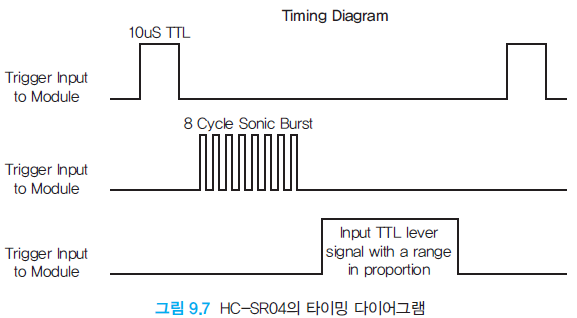 Timing Diagram
10uS TTL
Trigger Input
to Module
8 Cycle Sonic Burst
Trigger Input
to Module
Input TTL lever
signal with a range
in proportion
Trigger Input
to Module
그림 9.7 HC-SR04의 타이밍 다이어그램